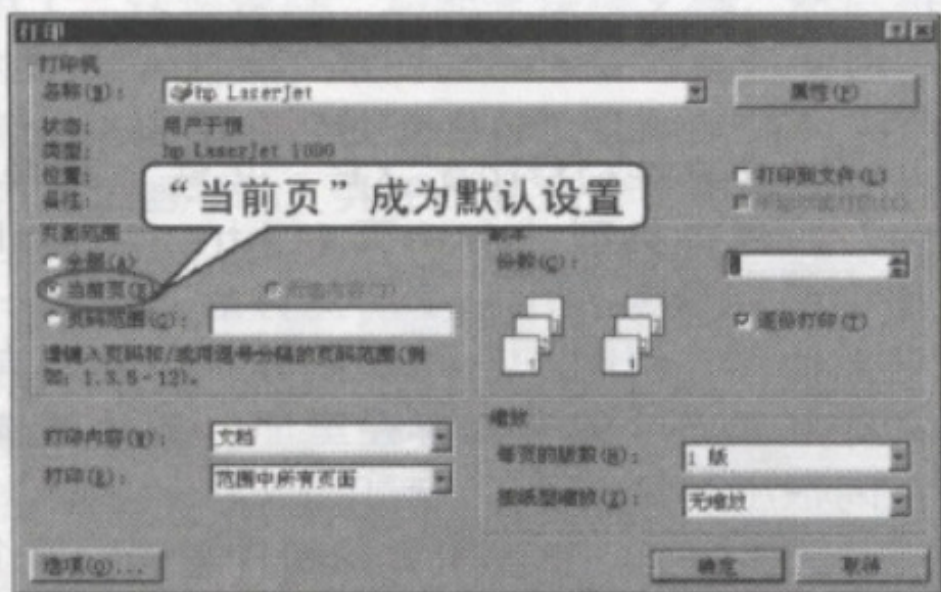 打印
打印机
名称(N): hp LaserJet 属性(P)
状态: 用户干预
类型: hp LaserJet 1000
位置: 打印到文件(L)
备注:
“当前页”成为默认设置
页面范围 副本
全部(A) 份数(C): 1
当前页(E) 所选内容(T)
页码范围(G): 逐份打印(T)
请键入页码和/或用逗号分隔的页码范围(例
如: 1,3,5-12)。
缩放
打印内容(W): 文档 每页的版数(H): 1 版
打印(R): 范围中所有页面 按纸型缩放(Z): 无缩放
选项(O)... 确定 取消